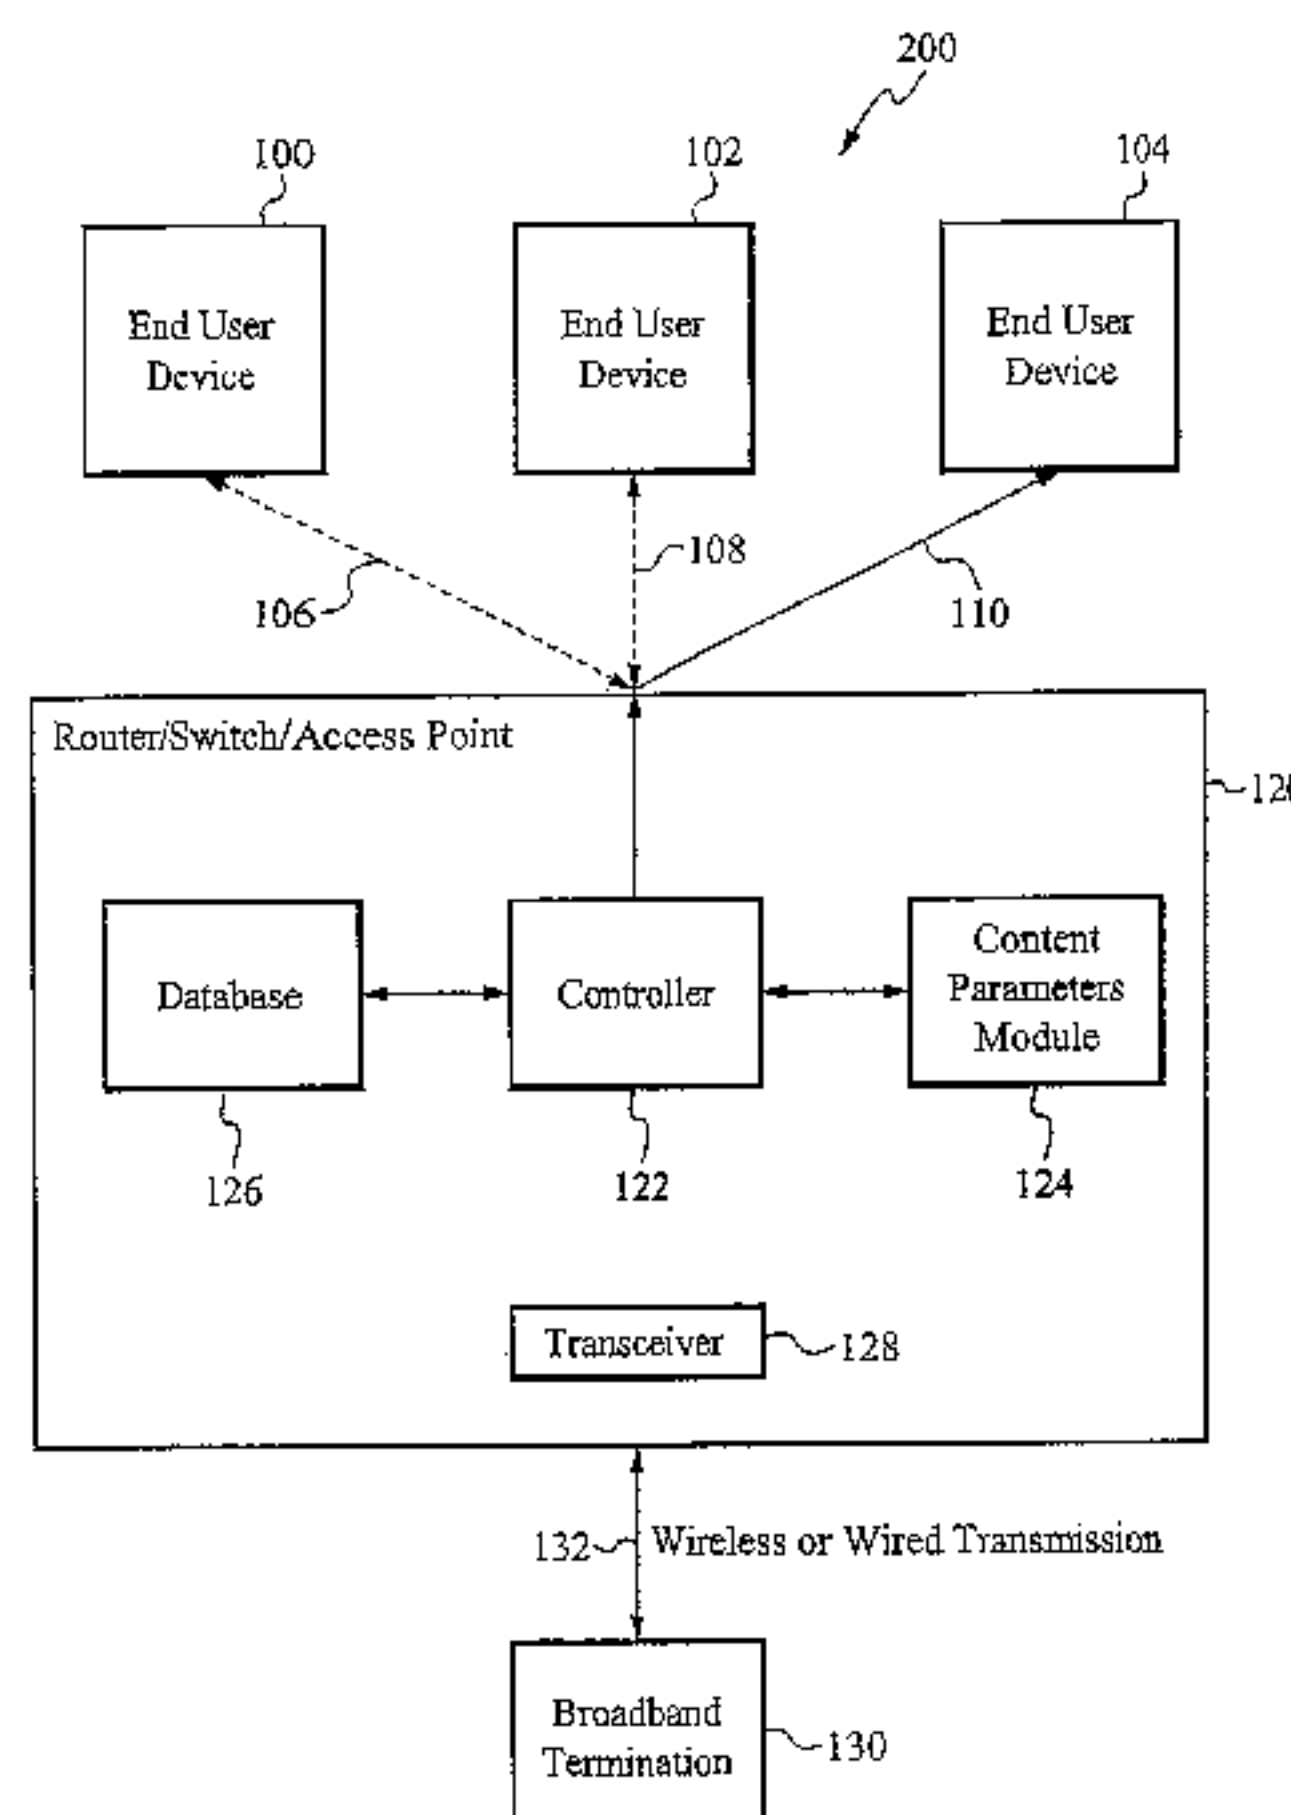 200
100
102
104
End User
Device
End User
Device
End User
Device
106
108
110
Router/Switch/Access Point
Database
Controller
Content
Parameters
Module
126
122
124
Transceiver
128
132
Wireless or Wired Transmission
Broadband
Termination
130